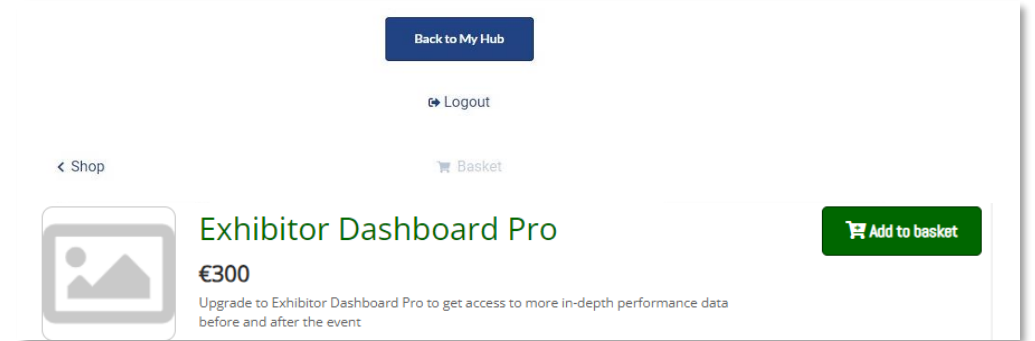 Back to My Hub
Logout
Shop
Basket
Exhibitor Dashboard Pro
Add to basket
€300
Upgrade to Exhibitor Dashboard Pro to get access to more in-depth performance data
before and after the event